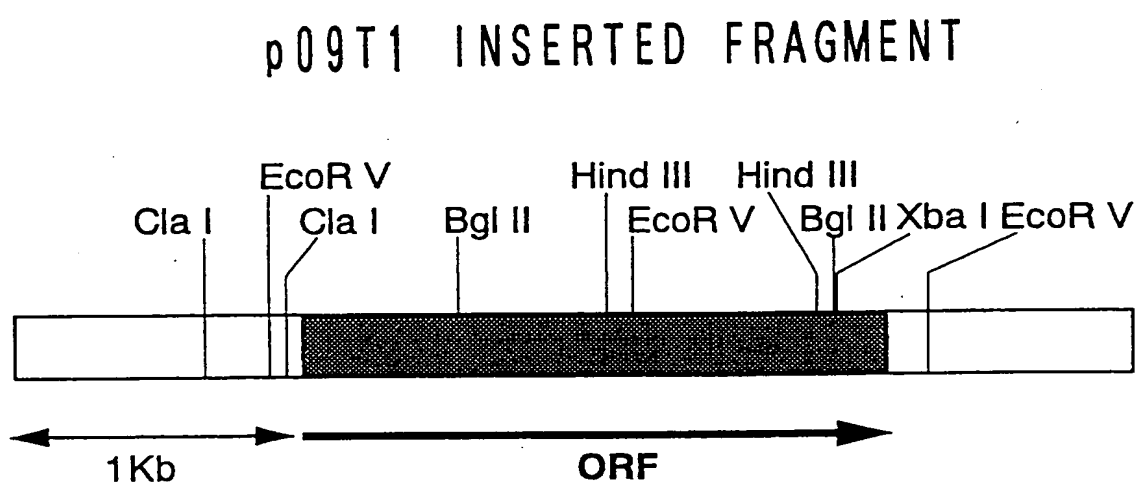 p09T1 INSERTED FRAGMENT
EcoR V Hind III Hind III
Cla I Cla I Bgl II EcoR V Bgl II Xba I EcoR V
1Kb ORF